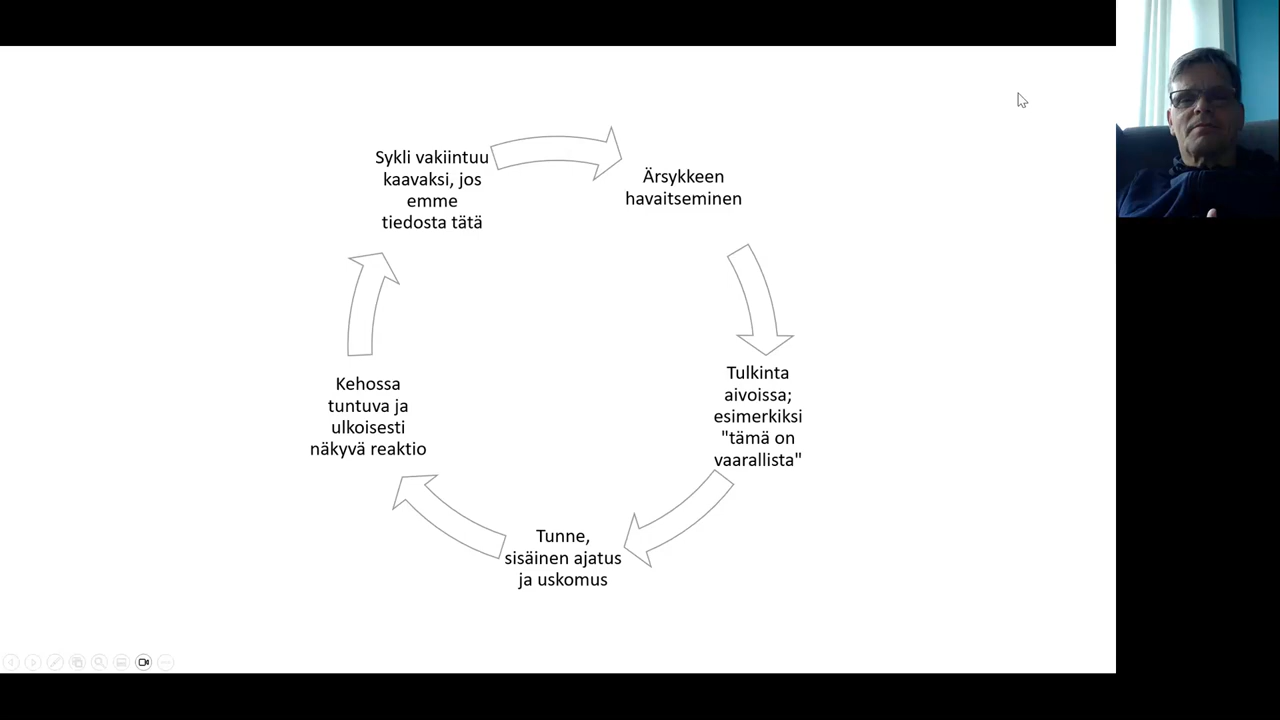 Sykli vakiintuu
kaavaksi, jos
emme
tiedosta tätä
Ärsykkeen
havaitseminen
Tulkinta
aivoissa;
esimerkiksi
"tämä on
vaarallista"
Tunne,
sisäinen ajatus
ja uskomus
Kehossa
tuntuva ja
ulkoisesti
näkyvä reaktio